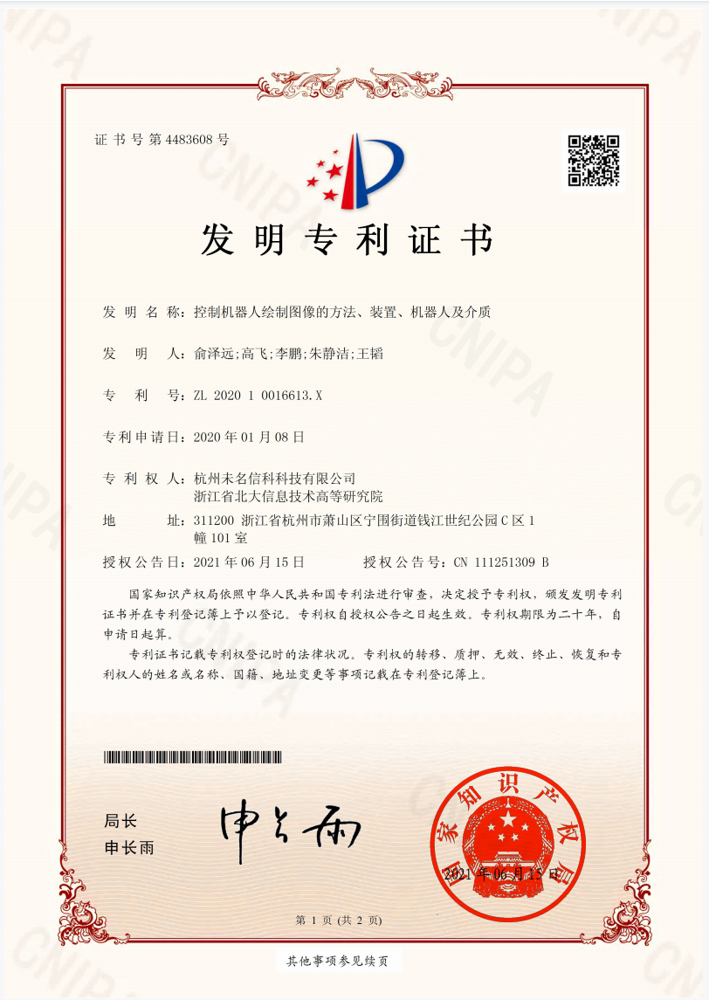 证书号第4483608号
发明专利证书
发明名称：控制机器人绘制图像的方法、装置、机器人及介质
发明人：俞泽远;高飞;李鹏;朱静洁;王韬
专利号：ZL 2020 1 0016613.X
专利申请日：2020年01月08日
专利权人：杭州未名信科科技有限公司
浙江省北大信息技术高等研究院
地址：311200 浙江省杭州市萧山区宁围街道钱江世纪公园C区1
幢101室
授权公告日：2021年06月15日 授权公告号：CN 111251309 B
国家知识产权局依照中华人民共和国专利法进行审查，决定授予专利权，颁发发明专利
证书并在专利登记簿上予以登记。专利权自授权公告之日起生效。专利权期限为二十年，自
申请日起算。
专利证书记载专利权登记时的法律状况。专利权的转移、质押、无效、终止、恢复和专
利权人的姓名或名称、国籍、地址变更等事项记载在专利登记簿上。
局长
申长雨
申长雨
国家知识产权局
2021年06月15日
第 1 页 (共 2 页)
其他事项参见续页
CNIPA
CNIPA
CNIPA
CNIPA
CNIPA
CNIPA